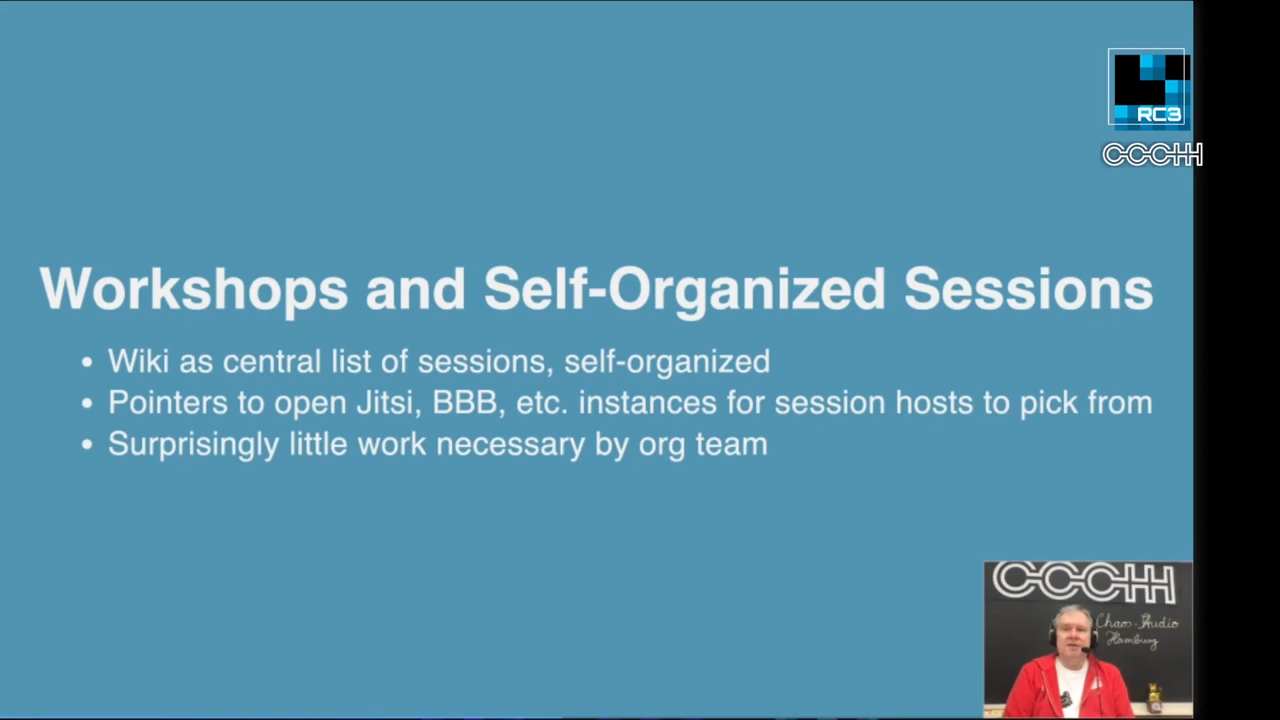 RC3
CCCHH
Workshops and Self-Organized Sessions
• Wiki as central list of sessions, self-organized
• Pointers to open Jitsi, BBB, etc. instances for session hosts to pick from
• Surprisingly little work necessary by org team
CCCHH
Chaos-Audio
Hamburg